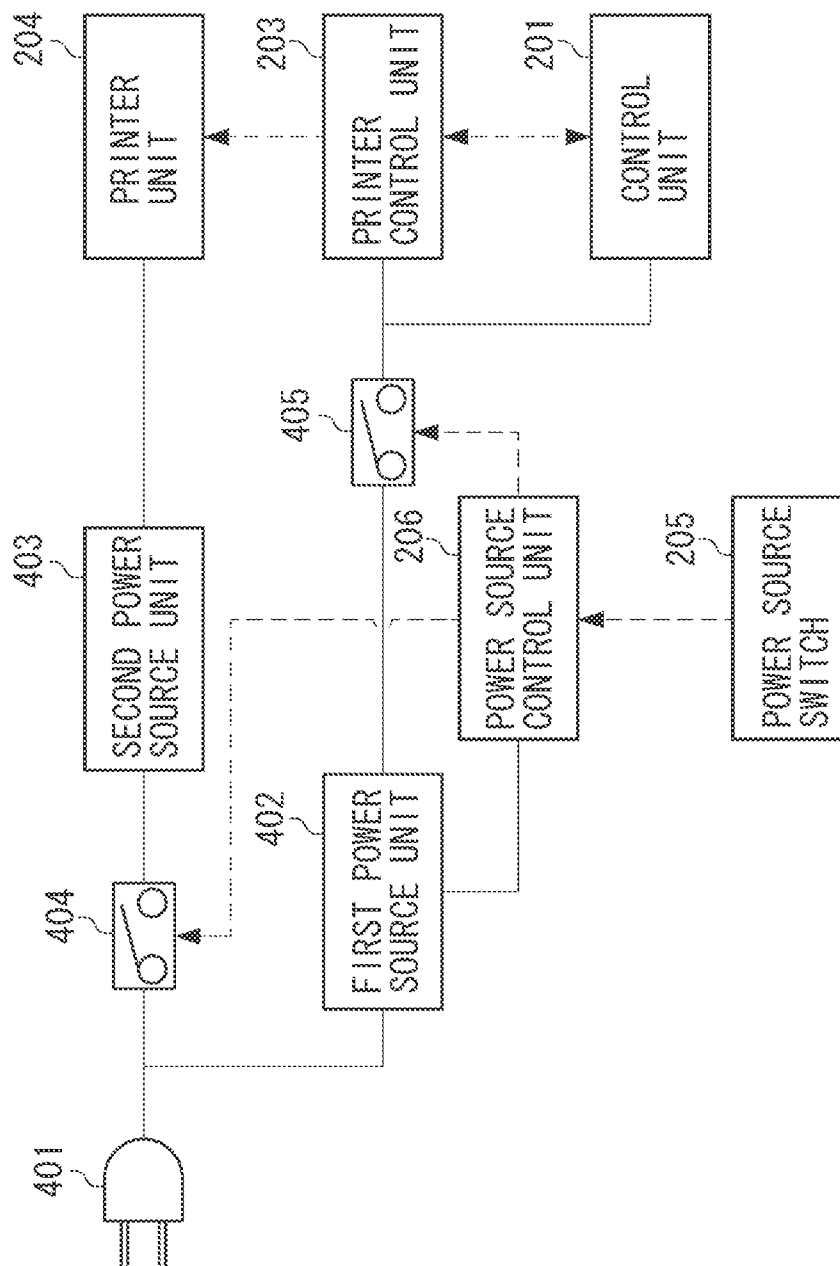 401
404
403
SECOND POWER
SOURCE UNIT
204
PRINTER
UNIT
402
FIRST POWER
SOURCE UNIT
405
203
PRINTER
CONTROL UNIT
206
POWER SOURCE
CONTROL UNIT
201
CONTROL
UNIT
205
POWER SOURCE
SWITCH